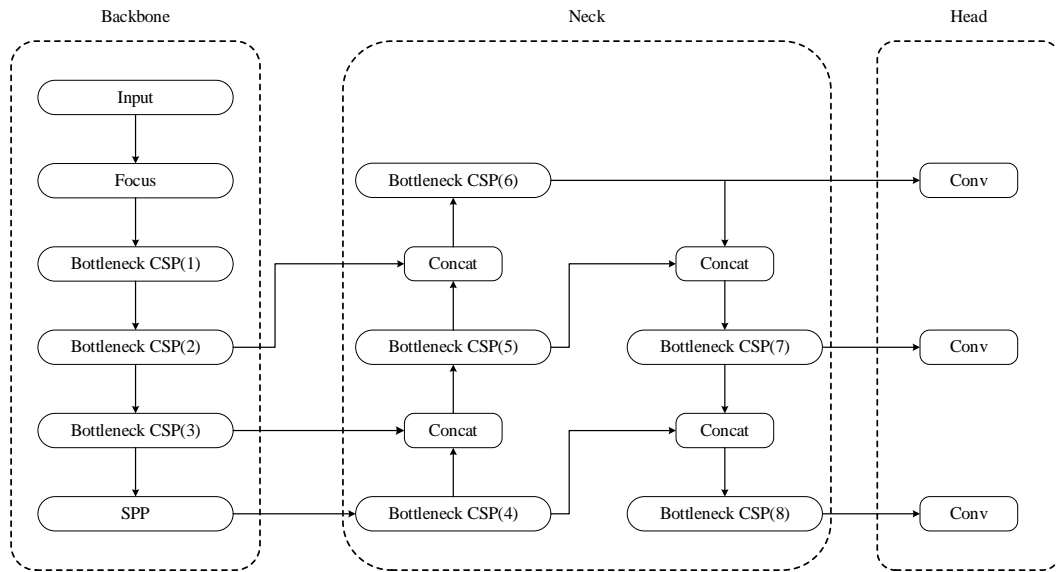 Backbone
Neck
Head
Input
Focus
Bottleneck CSP(1)
Bottleneck CSP(2)
Bottleneck CSP(3)
SPP
Bottleneck CSP(6)
Concat
Bottleneck CSP(5)
Concat
Bottleneck CSP(4)
Concat
Bottleneck CSP(7)
Concat
Bottleneck CSP(8)
Conv
Conv
Conv